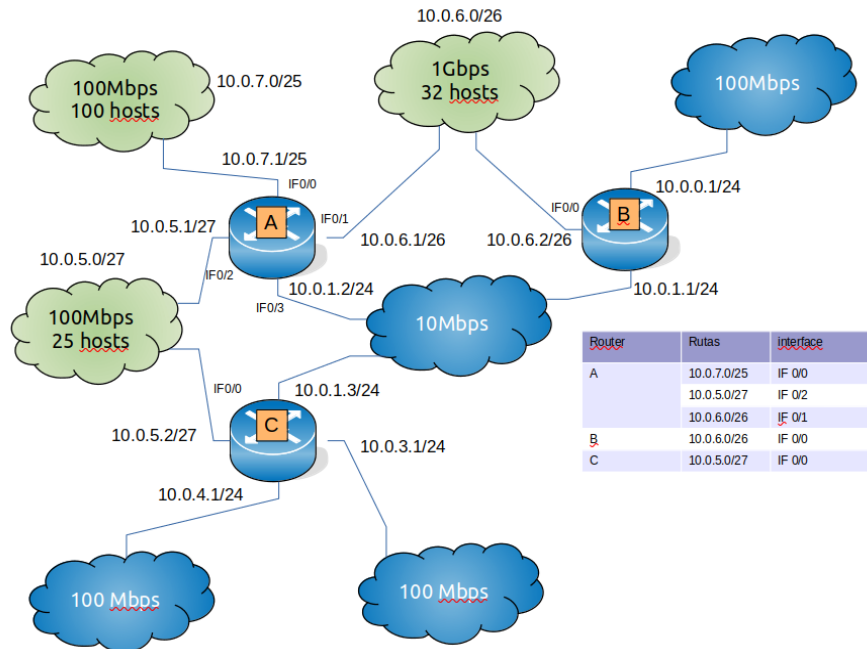 10.0.6.0/26
100Mbps
100 hosts
10.0.7.0/25
1Gbps
32 hosts
100Mbps
10.0.7.1/25
IF0/0
A
IF0/1
10.0.6.1/26
IF0/0
B
10.0.0.1/24
10.0.6.2/26
10.0.5.1/27
10.0.5.0/27
IF0/2
10.0.1.2/24
IF0/3
10.0.1.1/24
100Mbps
25 hosts
10Mbps
Router Rutas interface
A 10.0.7.0/25 IF 0/0
10.0.5.0/27 IF 0/2
10.0.6.0/26 IF 0/1
B 10.0.6.0/26 IF 0/0
C 10.0.5.0/27 IF 0/0
IF0/0
10.0.1.3/24
C
10.0.5.2/27
10.0.3.1/24
10.0.4.1/24
100 Mbps
100 Mbps